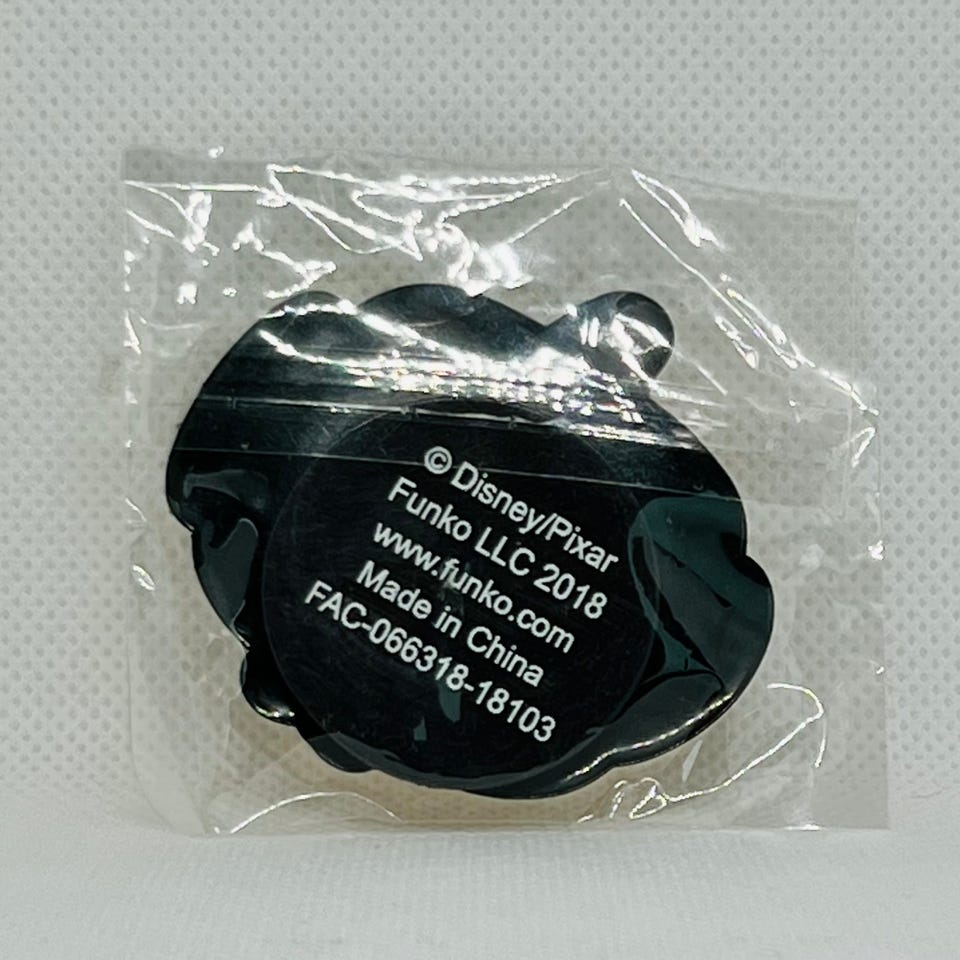 © Disney/Pixar
Funko LLC 2018
www.funko.com
Made in China
FAC-066318-18103